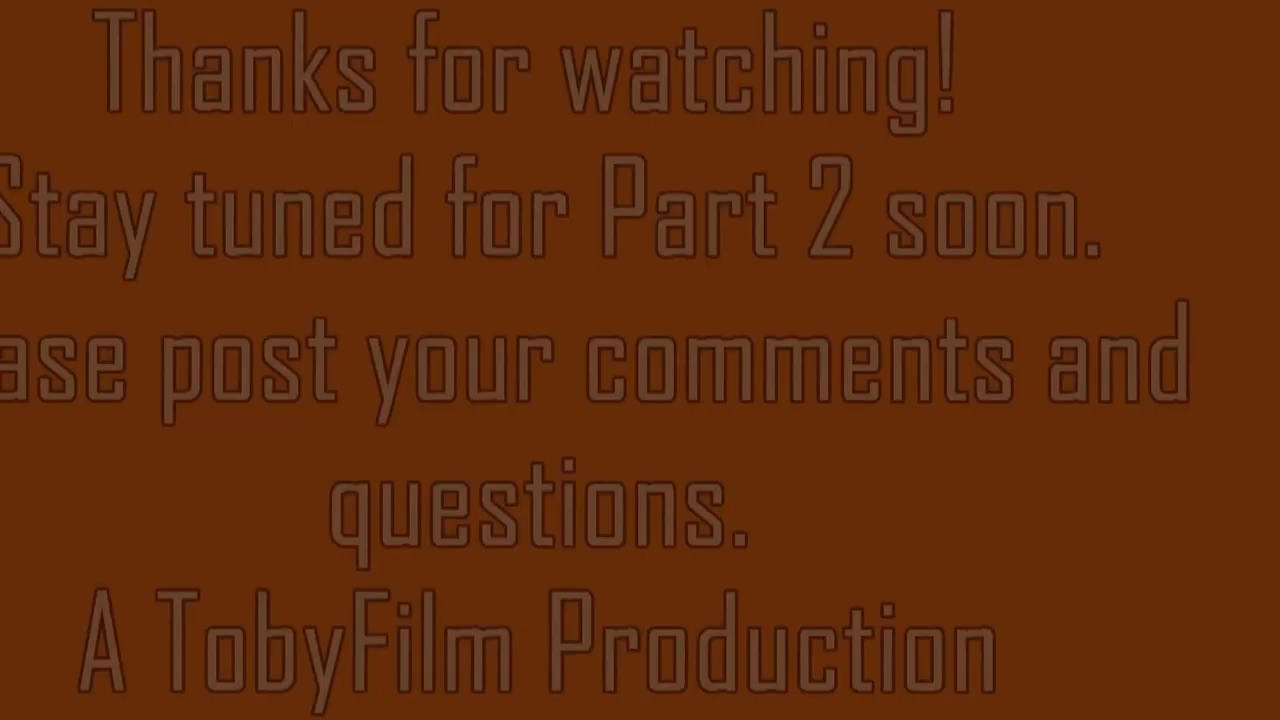 Thanks for watching!
Stay tuned for Part 2 soon.
ase post your comments and
questions.
A TobyFilm Production